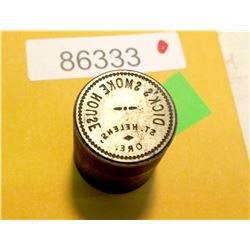 86333
DICK'S SMOKE HOUSE
ST. HELENS,
ORE.